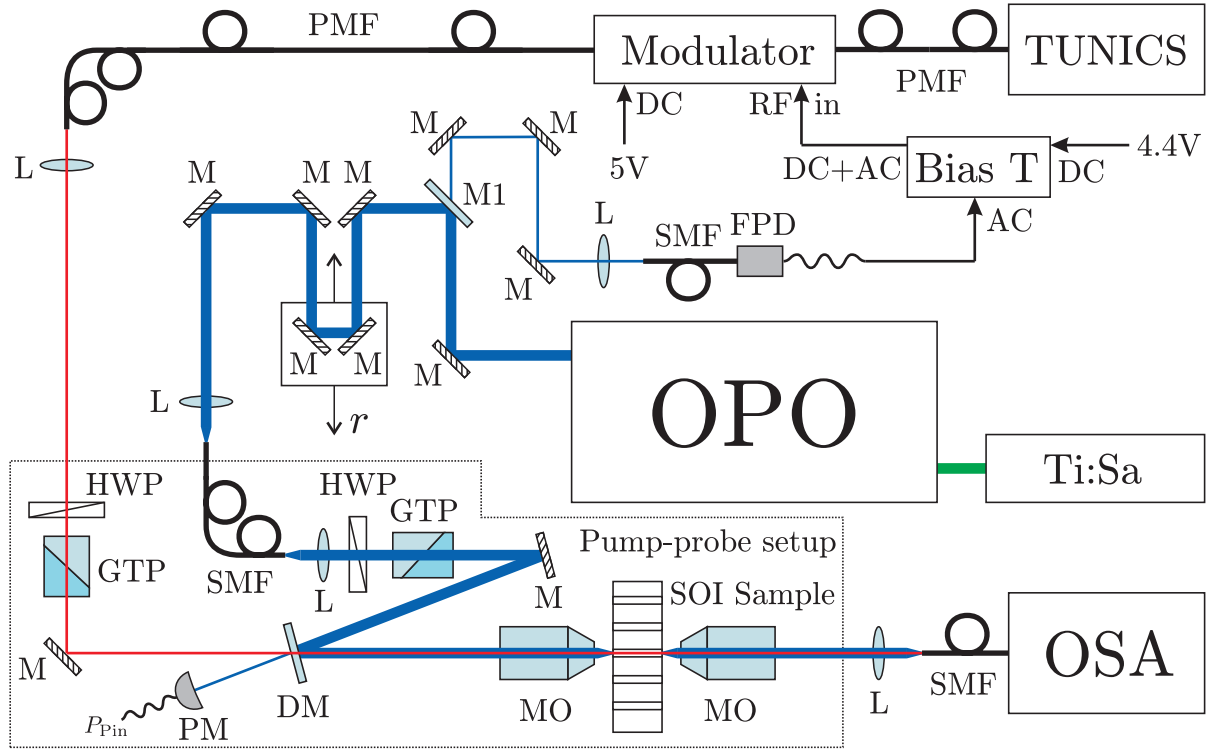 PMF
Modulator
PMF
TUNICS
DC
RF
in
5V
DC+AC
Bias T
DC
4.4V
AC
L
M
M
M
M
M
M1
L
SMF
FPD
M
M
M
M
r
L
OPO
Ti:Sa
HWP
HWP
GTP
GTP
SMF
L
M
Pump-probe setup
SOI Sample
M
DM
PM
P_Pin
MO
MO
L
SMF
OSA